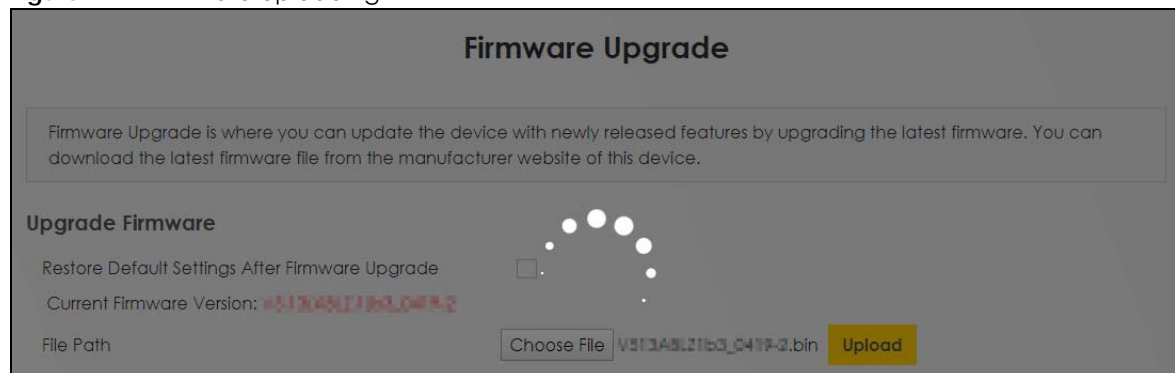 Firmware Upgrade
Firmware Upgrade is where you can update the device with newly released features by upgrading the latest firmware. You can
download the latest firmware file from the manufacturer website of this device.
Upgrade Firmware
Restore Default Settings After Firmware Upgrade
Current Firmware Version:
File Path
Choose File .bin Upload